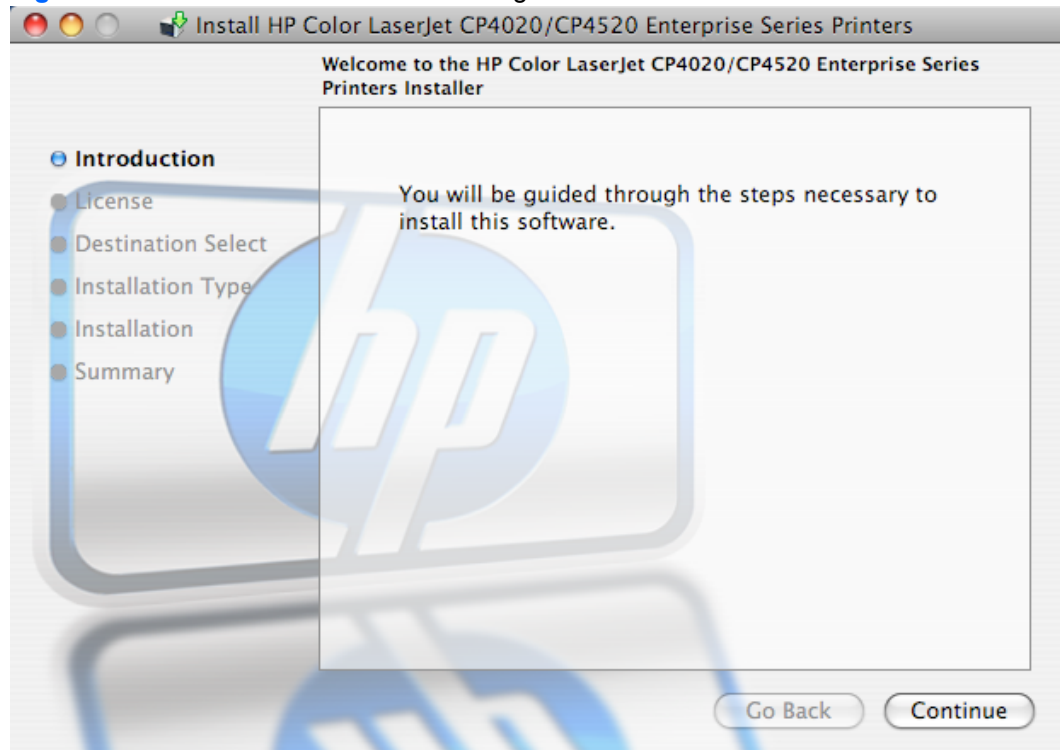 Install HP Color LaserJet CP4020/CP4520 Enterprise Series Printers
Welcome to the HP Color LaserJet CP4020/CP4520 Enterprise Series
Printers Installer
Introduction
License
Destination Select
Installation Type
Installation
Summary
You will be guided through the steps necessary to
install this software.
hp
Go Back
Continue